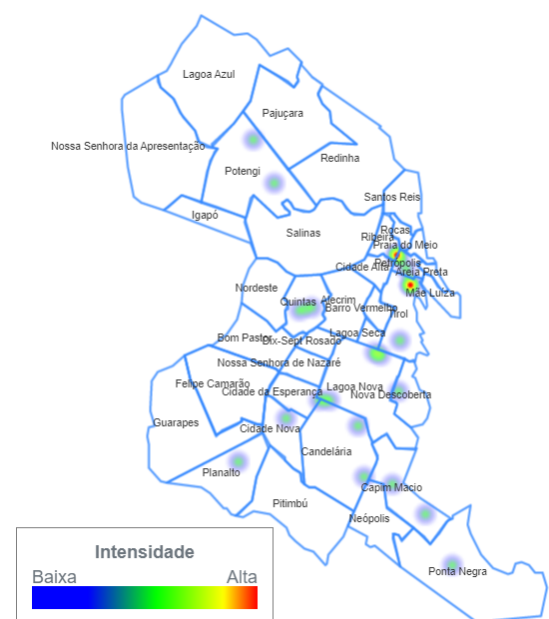 Lagoa Azul
Pajuçara
Nossa Senhora da Apresentação
Redinha
Potengi
Santos Reis
Igapó
Salinas
Rocas
Ribeira
Praia do Meio
Petrópolis
Cidade Alta
Areia Preta
Nordeste
Mãe Luíza
Quintas
Alecrim
Barro Vermelho
Tirol
Lagoa Seca
Bom Pastor
Dix-Sept Rosado
Nossa Senhora de Nazaré
Felipe Camarão
Cidade da Esperança
Lagoa Nova
Nova Descoberta
Guarapes
Cidade Nova
Candelária
Planalto
Capim Macio
Pitimbú
Neópolis
Ponta Negra
Intensidade
Baixa
Alta